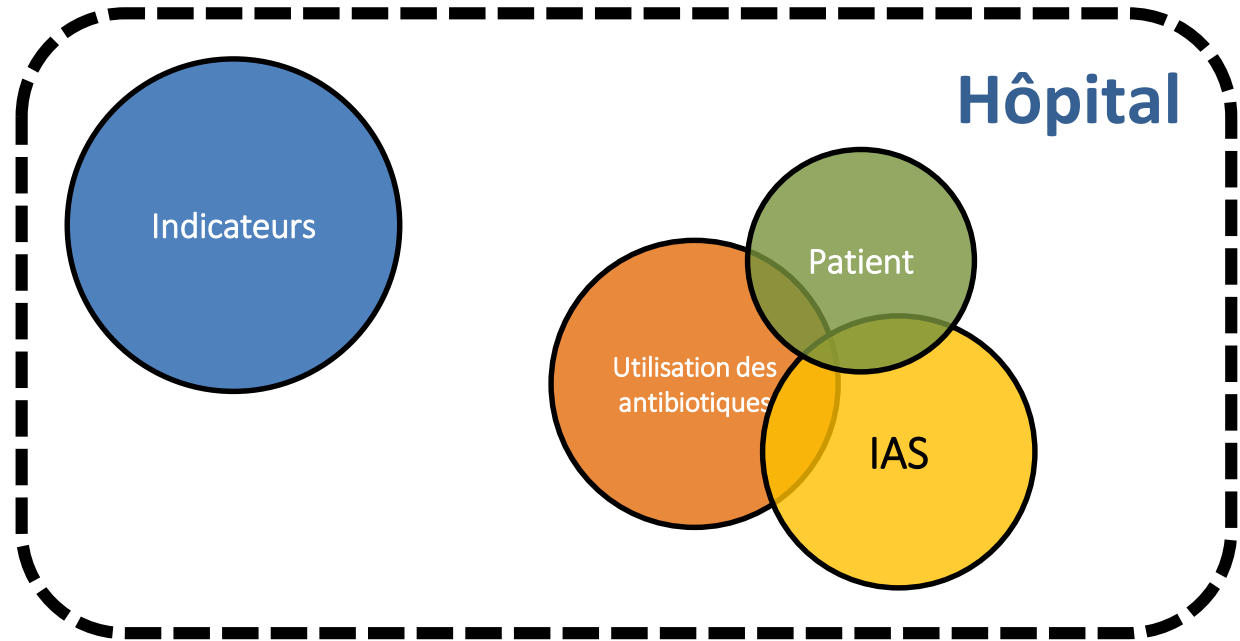 Hôpital
Indicateurs
Patient
Utilisation des
antibiotiques
IAS